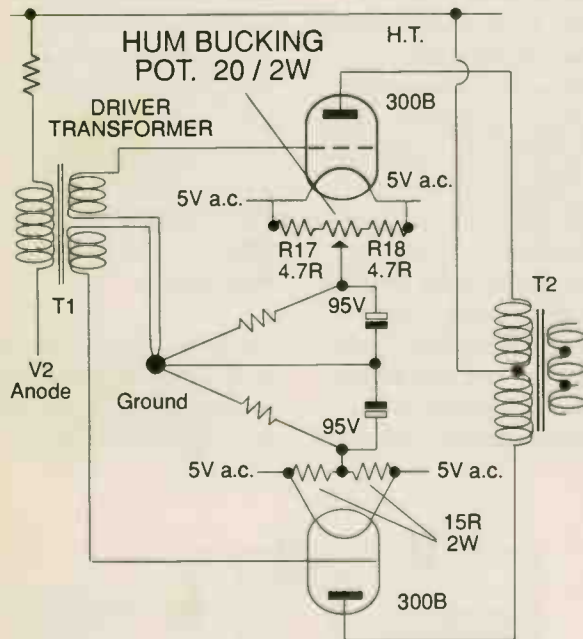 H.T.
HUM BUCKING
POT. 20 / 2W
300B
DRIVER
TRANSFORMER
5V a.c.
5V a.c.
R17
4.7R
R18
4.7R
T1
T2
95V
V2
Anode
Ground
95V
5V a.c.
5V a.c.
15R
2W
300B